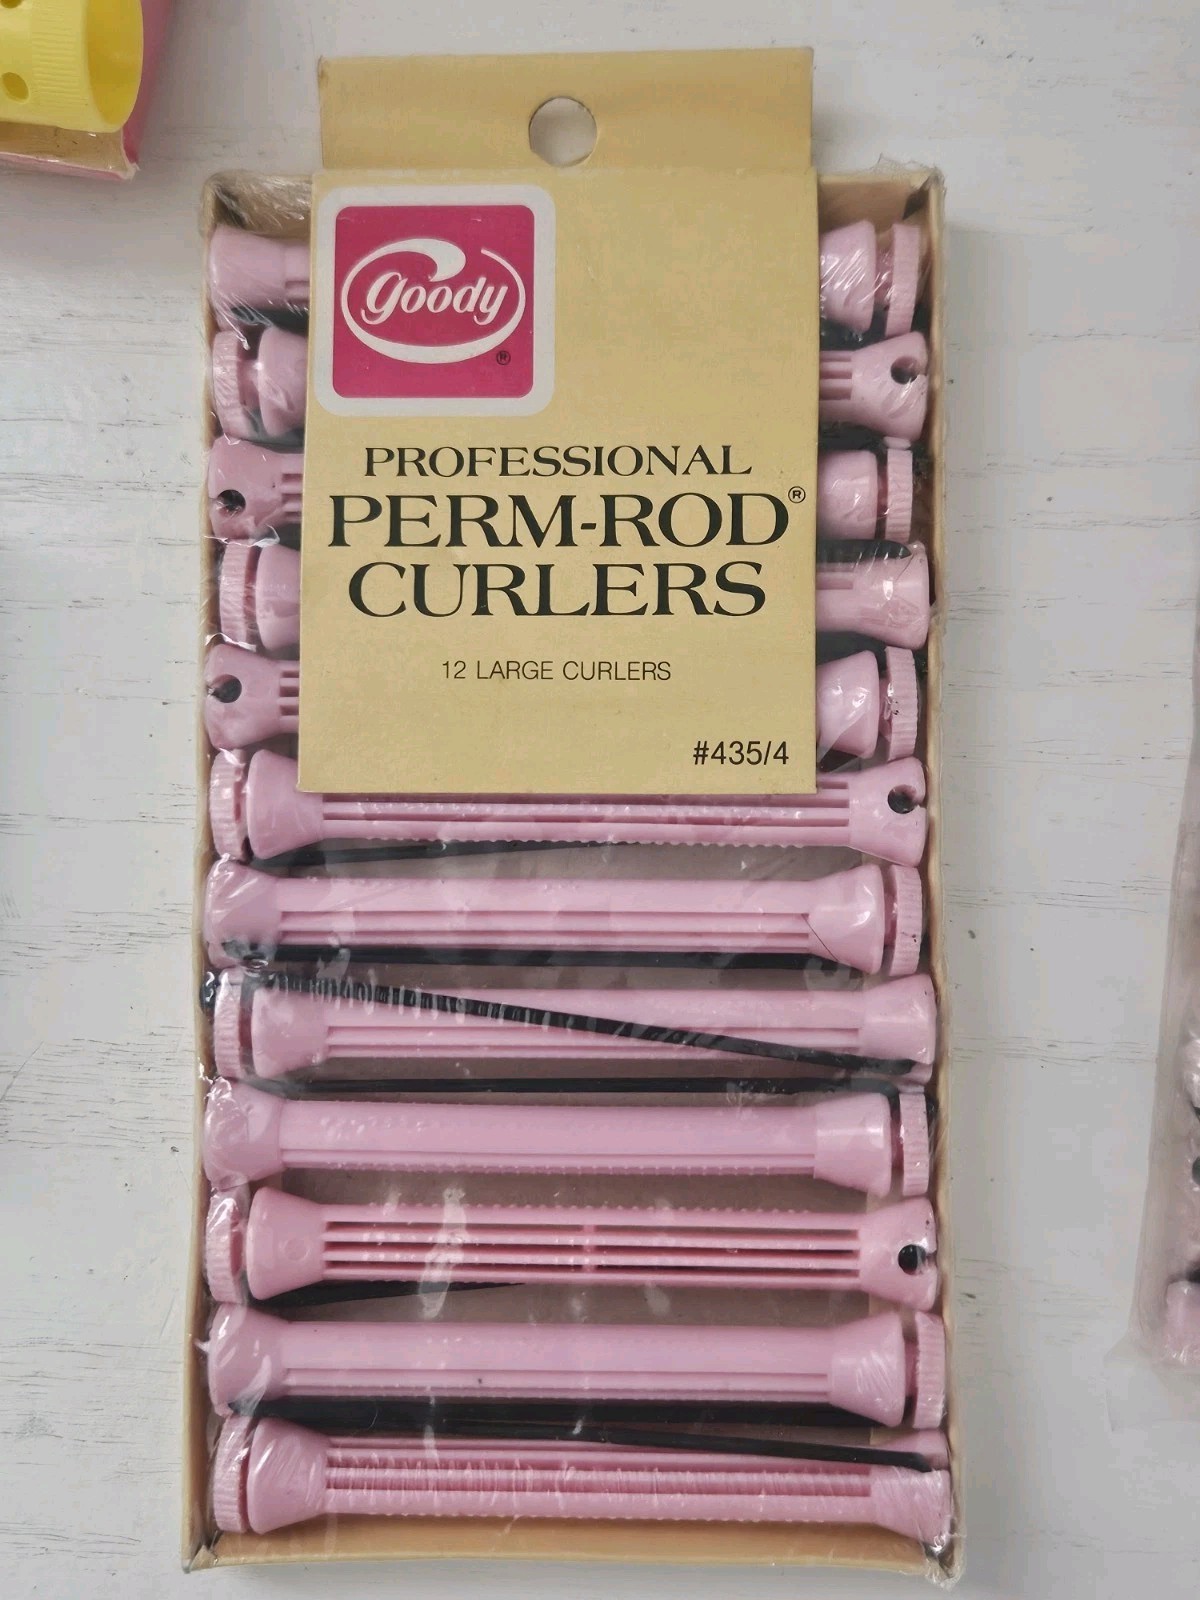 goody®
PROFESSIONAL
PERM-ROD®
CURLERS
12 LARGE CURLERS
#435/4